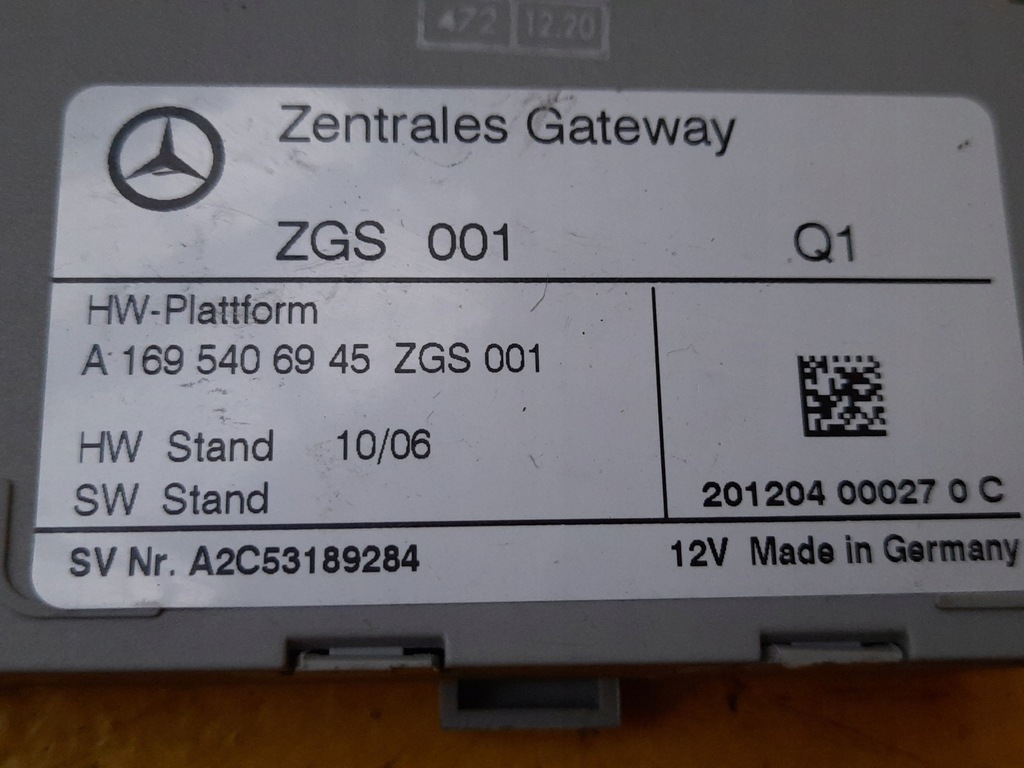 472 12.20
Zentrales Gateway
ZGS 001 Q1
HW-Plattform
A 169 540 69 45 ZGS 001
HW Stand 10/06
SW Stand
201204 00027 0 C
SV Nr. A2C53189284
12V Made in Germany